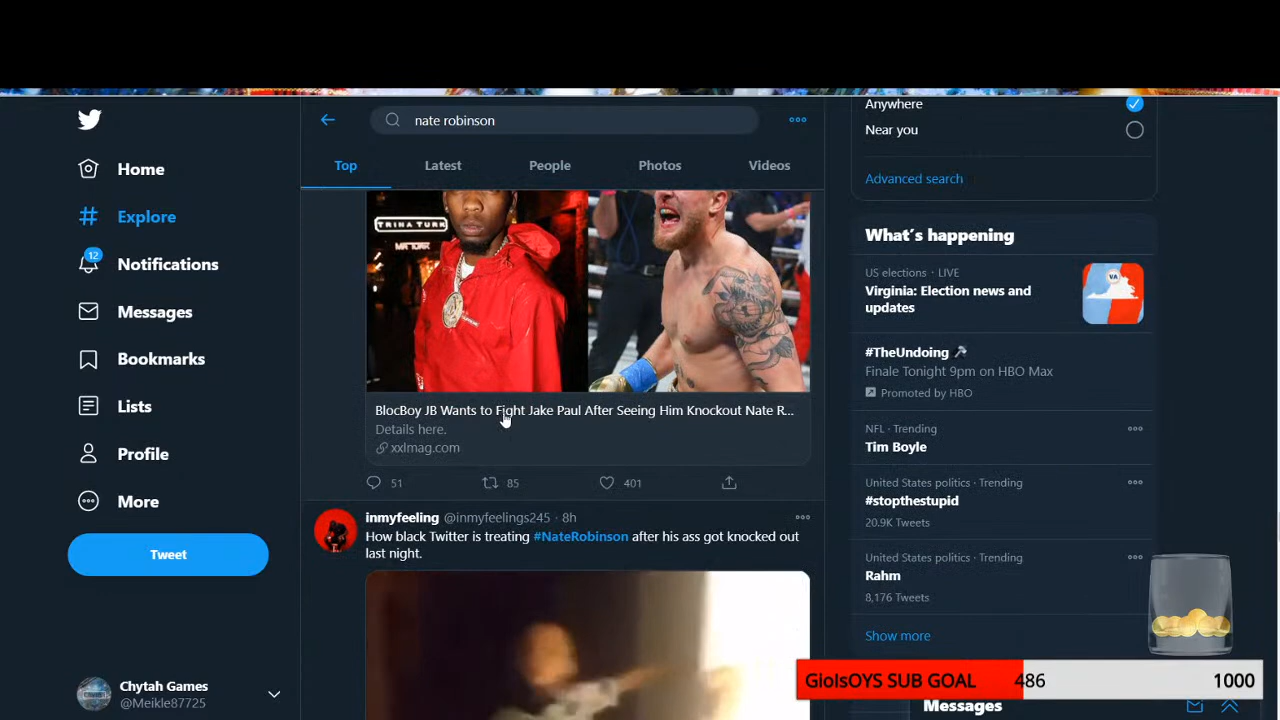 nate robinson
Top
Latest
People
Photos
Videos
Home
Explore
12
Notifications
Messages
Bookmarks
Lists
Profile
More
Tweet
Chytah Games
@Meikle87725
TRINA TURK
BlocBoy JB Wants to Fight Jake Paul After Seeing Him Knockout Nate R...
Details here.
xxlmag.com
51
85
401
inmyfeeling @inmyfeelings245 · 8h
How black Twitter is treating #NateRobinson after his ass got knocked out
last night.
Anywhere
Near you
Advanced search
What's happening
US elections · LIVE
Virginia: Election news and
updates
VA
#TheUndoing
Finale Tonight 9pm on HBO Max
Promoted by HBO
NFL · Trending
Tim Boyle
United States politics · Trending
#stopthestupid
20.9K Tweets
United States politics · Trending
Rahm
8,176 Tweets
Show more
GioIsOYS SUB GOAL 486 1000
Messages